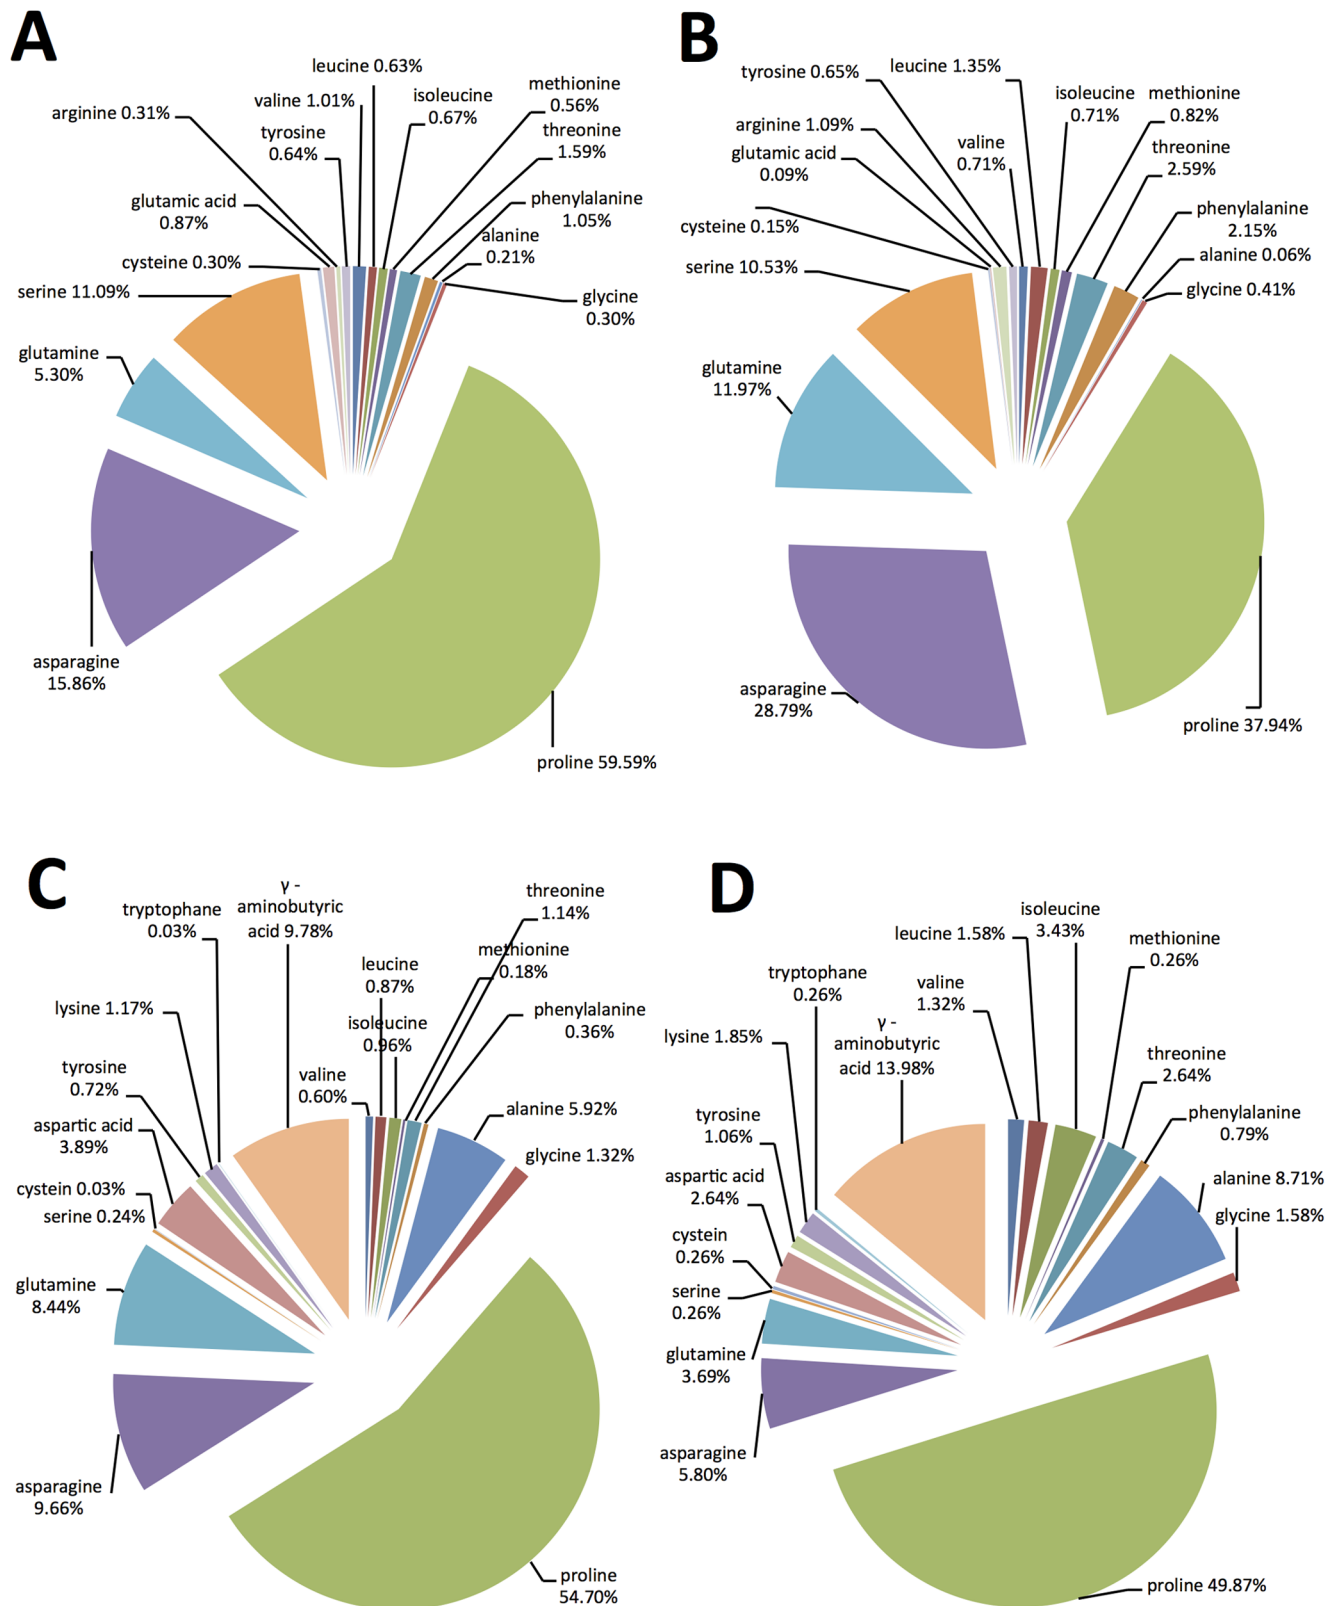 A
leucine 0.63%
methionine
0.56%
isoleucine
0.67%
valine 1.01%
arginine 0.31%
tyrosine
0.64%
threonine
1.59%
glutamic acid
0.87%
phenylalanine
1.05%
alanine
0.21%
cysteine 0.30%
serine 11.09%
glycine
0.30%
glutamine
5.30%
asparagine
15.86%
proline 59.59%
B
tyrosine 0.65%
leucine 1.35%
isoleucine
0.71%
methionine
0.82%
arginine 1.09%
glutamic acid
0.09%
valine
0.71%
threonine
2.59%
cysteine 0.15%
phenylalanine
2.15%
serine 10.53%
alanine 0.06%
glycine 0.41%
glutamine
11.97%
asparagine
28.79%
proline 37.94%
C
γ -
aminobutyric
acid 9.78%
threonine
1.14%
tryptophane
0.03%
methionine
0.18%
leucine
0.87%
lysine 1.17%
isoleucine
0.96%
phenylalanine
0.36%
tyrosine
0.72%
valine
0.60%
alanine 5.92%
aspartic acid
3.89%
glycine 1.32%
cystein 0.03%
serine 0.24%
glutamine
8.44%
asparagine
9.66%
proline
54.70%
D
isoleucine
3.43%
leucine 1.58%
methionine
0.26%
tryptophane
0.26%
valine
1.32%
γ -
aminobutyric
acid 13.98%
lysine 1.85%
threonine
2.64%
tyrosine
1.06%
phenylalanine
0.79%
aspartic acid
2.64%
alanine 8.71%
glycine 1.58%
cystein
0.26%
serine
0.26%
glutamine
3.69%
asparagine
5.80%
proline 49.87%